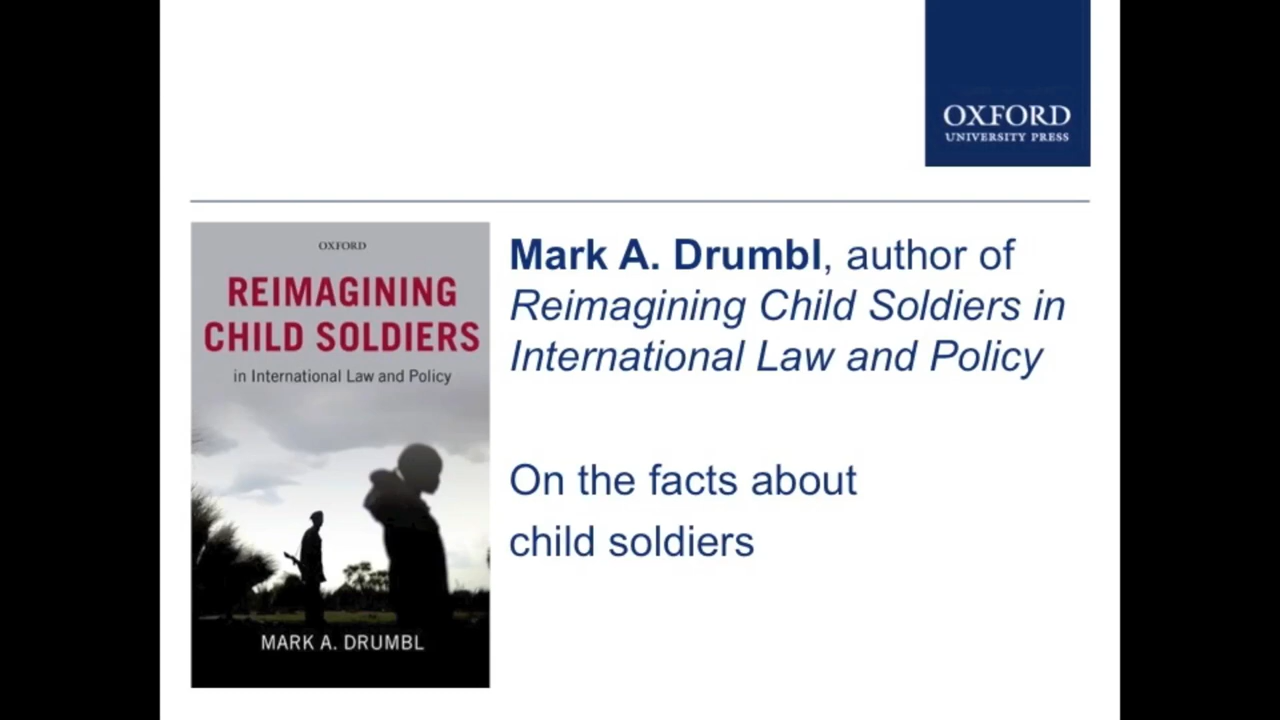 OXFORD
UNIVERSITY PRESS
OXFORD
REIMAGINING
CHILD SOLDIERS
in International Law and Policy
MARK A. DRUMBL
Mark A. Drumbl, author of
Reimagining Child Soldiers in
International Law and Policy
On the facts about
child soldiers